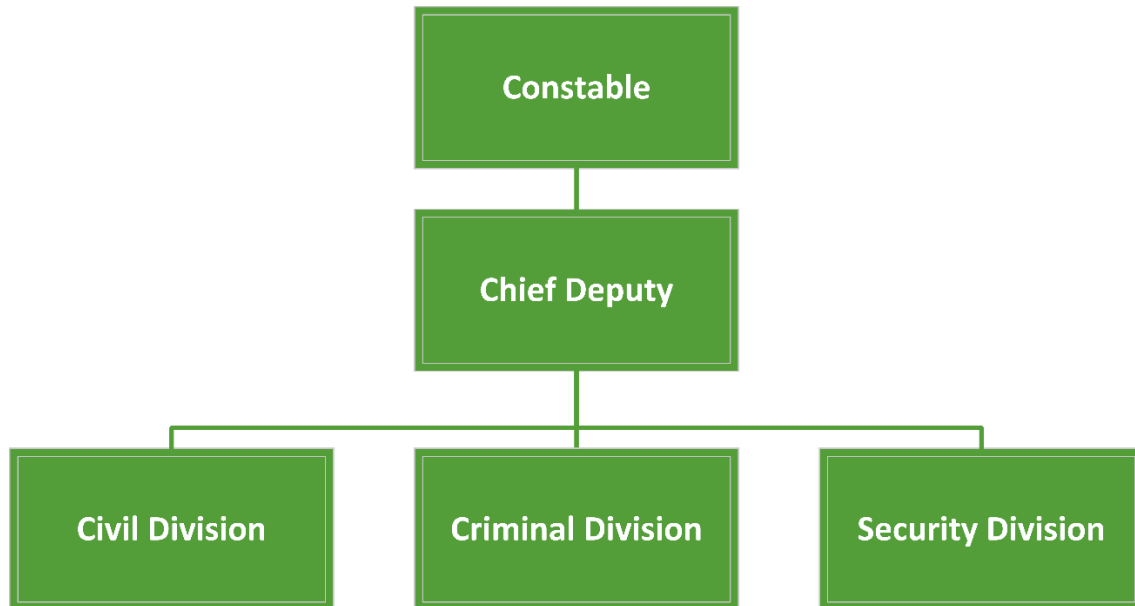 Constable
Chief Deputy
Civil Division
Criminal Division
Security Division